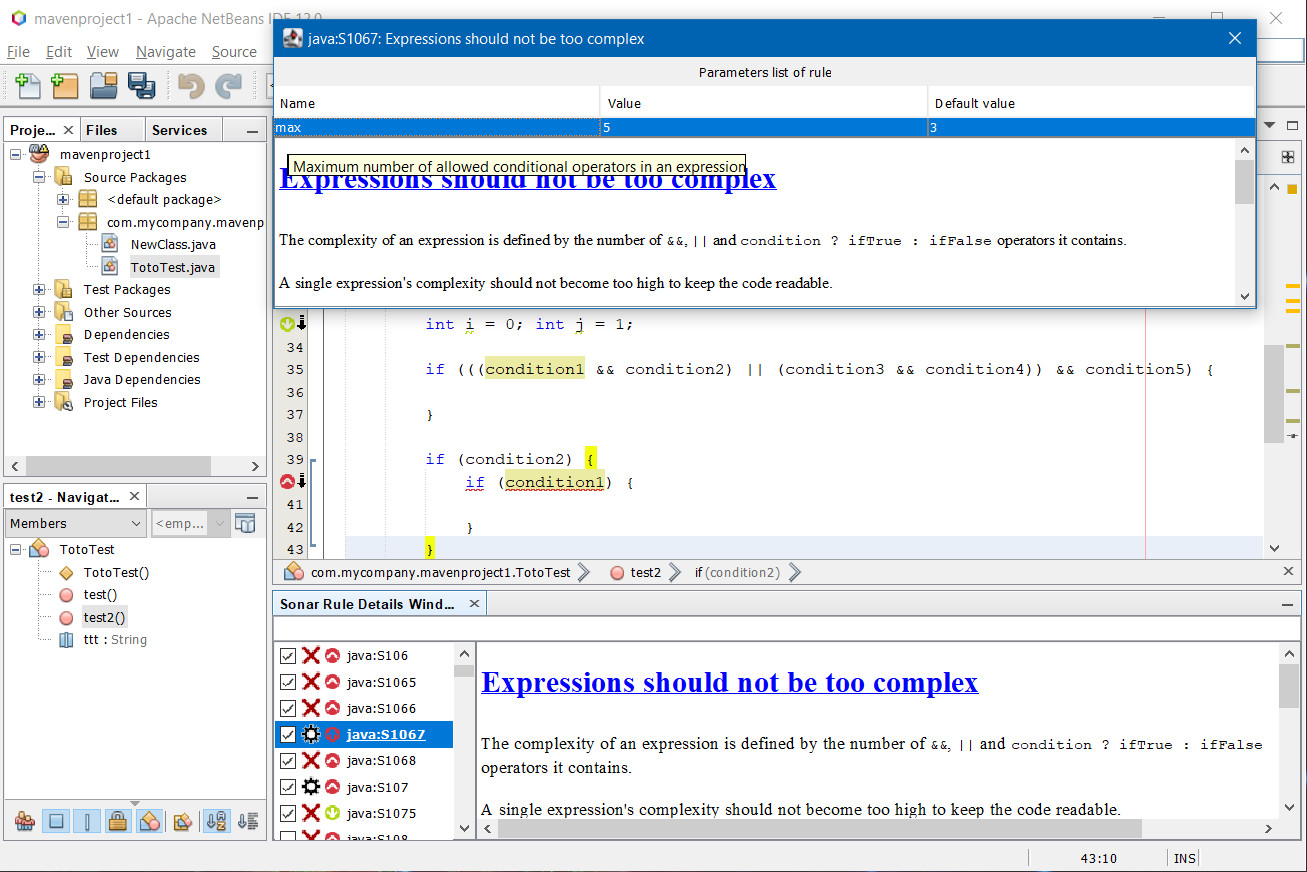 mavenproject1 - Apache NetBeans IDE 12.0
java:S1067: Expressions should not be too complex
File Edit View Navigate Source
Parameters list of rule
Name Value Default value
max 5 3
Maximum number of allowed conditional operators in an expression
Expressions should not be too complex
The complexity of an expression is defined by the number of &&, || and condition ? ifTrue : ifFalse operators it contains.
A single expression's complexity should not become too high to keep the code readable.
Proje... Files Services
mavenproject1
Source Packages
<default package>
com.mycompany.mavenp
NewClass.java
TotoTest.java
Test Packages
Other Sources
Dependencies
Test Dependencies
Java Dependencies
Project Files
int i = 0; int j = 1;
34
35 if (((condition1 && condition2) || (condition3 && condition4)) && condition5) {
36
37 }
38
39 if (condition2) {
if (condition1) {
41
42 }
43 }
com.mycompany.mavenproject1.TotoTest test2 if (condition2)
test2 - Navigat...
Members <emp...
TotoTest
TotoTest()
test()
test2()
ttt : String
Sonar Rule Details Wind...
java:S106
java:S1065
java:S1066
java:S1067
java:S1068
java:S107
java:S1075
java:S108
Expressions should not be too complex
The complexity of an expression is defined by the number of &&, || and condition ? ifTrue : ifFalse
operators it contains.
A single expression's complexity should not become too high to keep the code readable.
43:10 INS